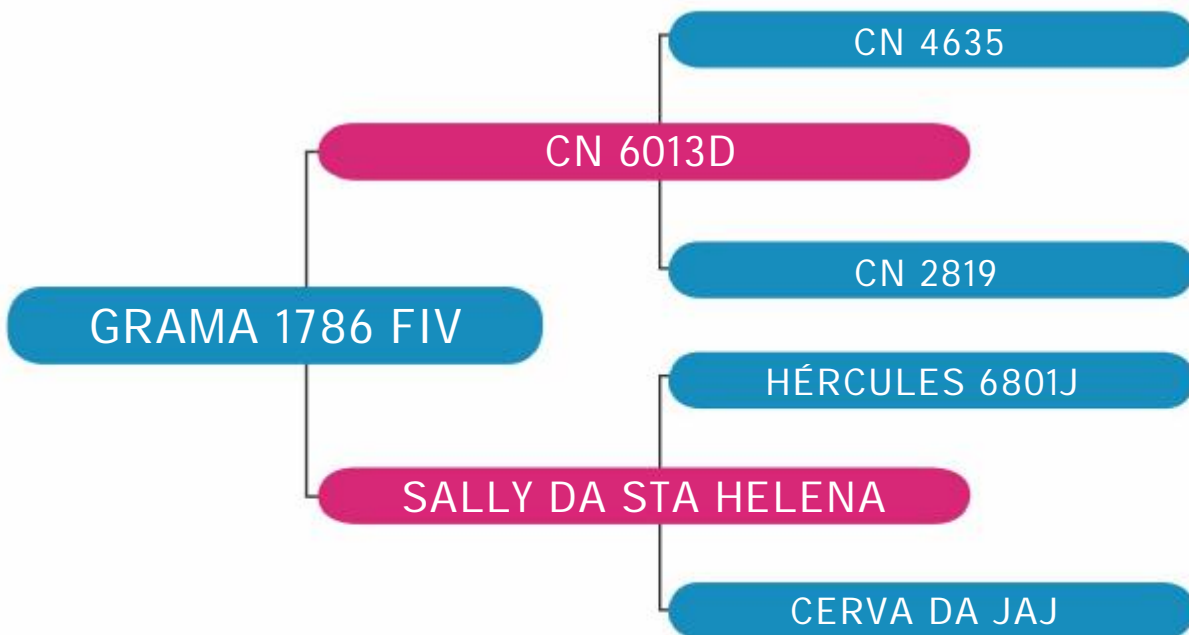 CN 4635
CN 6013D
CN 2819
GRAMA 1786 FIV
HÉRCULES 6801J
SALLY DA STA HELENA
CERVA DA JAJ